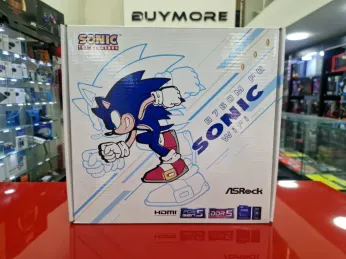 BUYMORE
SONIC
THE HEDGEHOG
B760M PG
SONIC
WiFi
ASRock
HDMI
DDR5